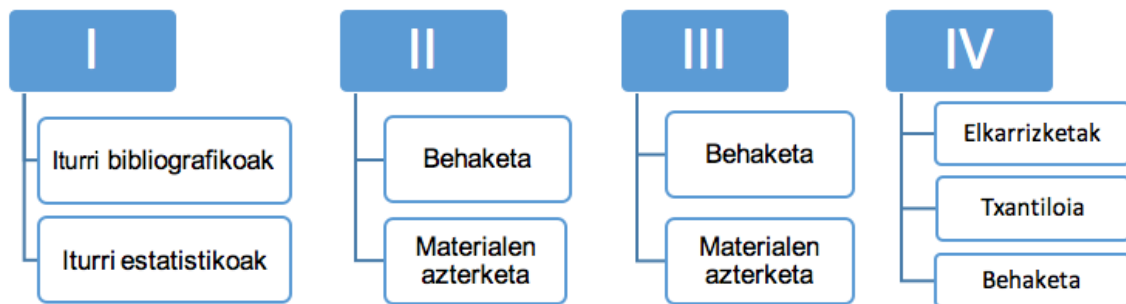 I
Iturri bibliografikoak
Iturri estatistikoak
II
Behaketa
Materialen
azterketa
III
Behaketa
Materialen
azterketa
IV
Elkarrizketak
Txantiloia
Behaketa